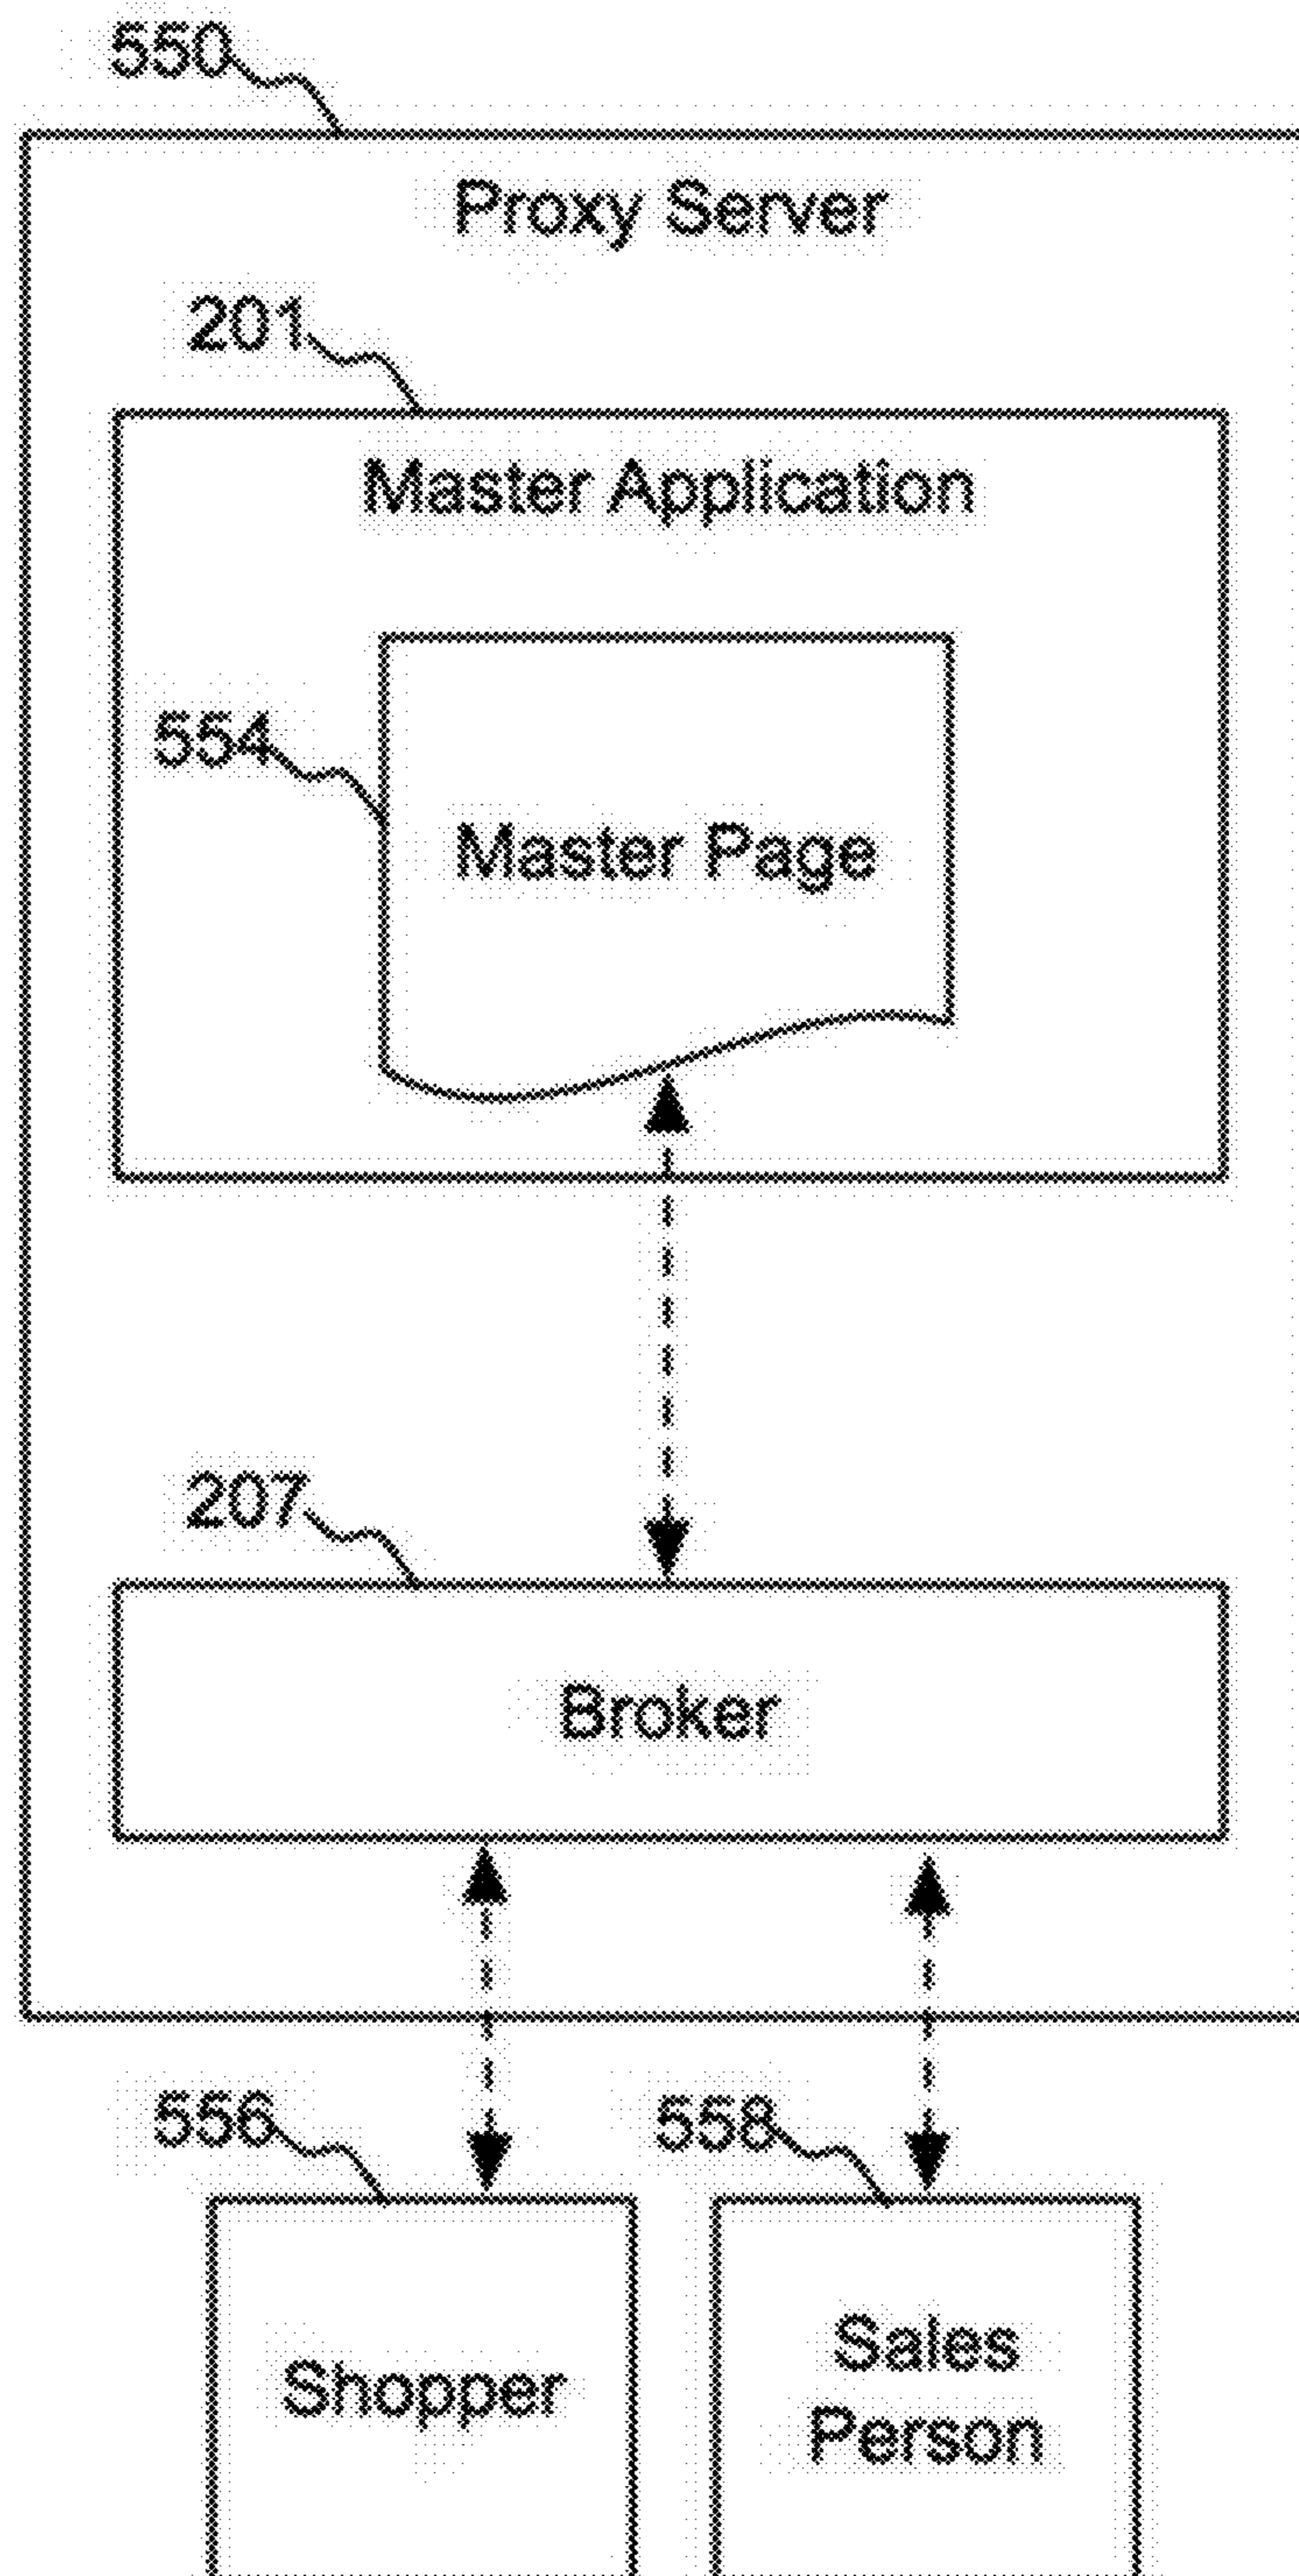 550
Proxy Server
201
Master Application
554
Master Page
207
Broker
556
558
Shopper
Sales
Person